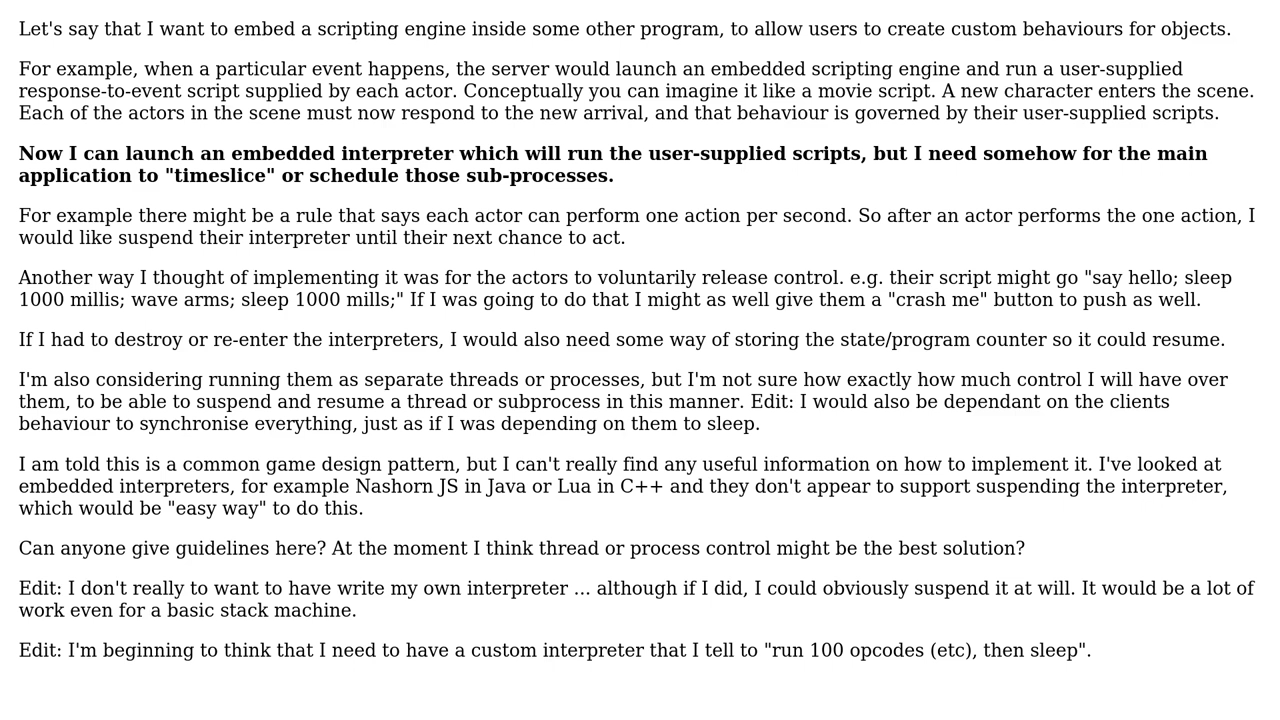 Let's say that I want to embed a scripting engine inside some other program, to allow users to create custom behaviours for objects.
For example, when a particular event happens, the server would launch an embedded scripting engine and run a user-supplied
response-to-event script supplied by each actor. Conceptually you can imagine it like a movie script. A new character enters the scene.
Each of the actors in the scene must now respond to the new arrival, and that behaviour is governed by their user-supplied scripts.
Now I can launch an embedded interpreter which will run the user-supplied scripts, but I need somehow for the main
application to "timeslice" or schedule those sub-processes.
For example there might be a rule that says each actor can perform one action per second. So after an actor performs the one action, I
would like suspend their interpreter until their next chance to act.
Another way I thought of implementing it was for the actors to voluntarily release control. e.g. their script might go "say hello; sleep
1000 millis; wave arms; sleep 1000 mills;" If I was going to do that I might as well give them a "crash me" button to push as well.
If I had to destroy or re-enter the interpreters, I would also need some way of storing the state/program counter so it could resume.
I'm also considering running them as separate threads or processes, but I'm not sure how exactly how much control I will have over
them, to be able to suspend and resume a thread or subprocess in this manner. Edit: I would also be dependant on the clients
behaviour to synchronise everything, just as if I was depending on them to sleep.
I am told this is a common game design pattern, but I can't really find any useful information on how to implement it. I've looked at
embedded interpreters, for example Nashorn JS in Java or Lua in C++ and they don't appear to support suspending the interpreter,
which would be "easy way" to do this.
Can anyone give guidelines here? At the moment I think thread or process control might be the best solution?
Edit: I don't really to want to have write my own interpreter ... although if I did, I could obviously suspend it at will. It would be a lot of
work even for a basic stack machine.
Edit: I'm beginning to think that I need to have a custom interpreter that I tell to "run 100 opcodes (etc), then sleep".